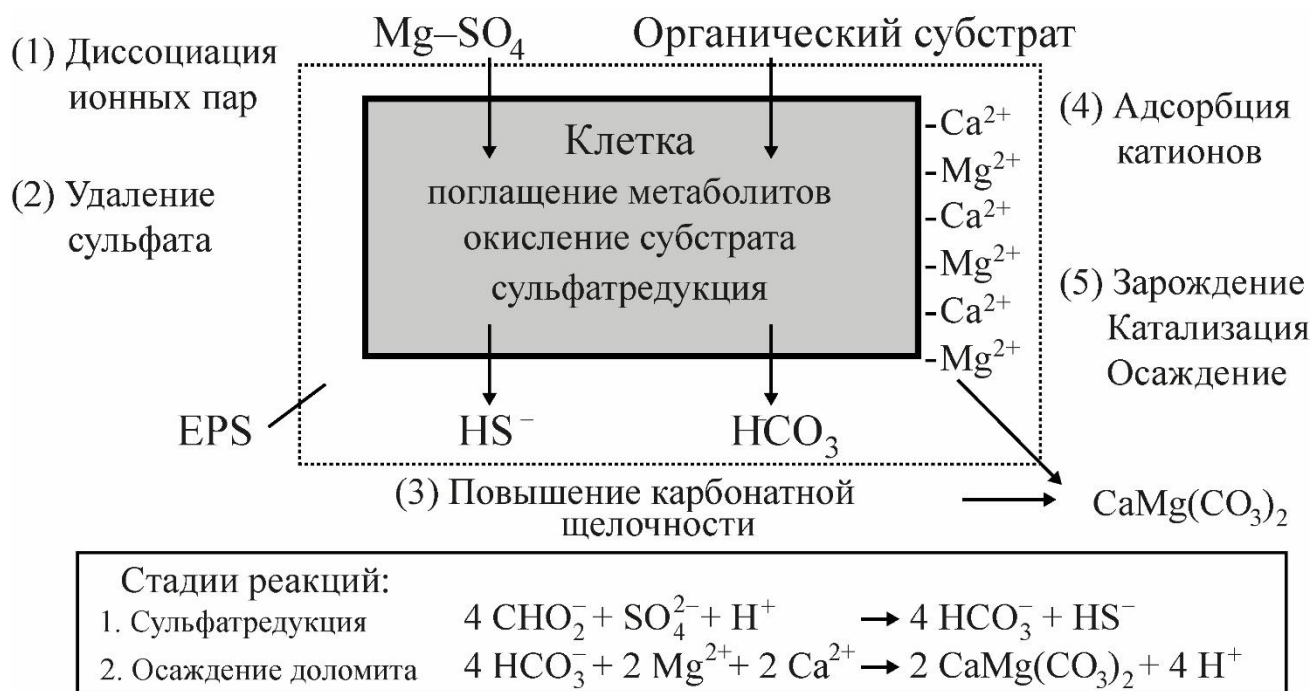 Mg–SO₄
Органический субстрат
(1) Диссоциация
ионных пар
(2) Удаление
сульфата
Клетка
поглащение метаболитов
окисление субстрата
сульфатредукция
-Ca²⁺
-Mg²⁺
-Ca²⁺
-Mg²⁺
-Ca²⁺
-Mg²⁺
(4) Адсорбция
катионов
(5) Зарождение
Катализация
Осаждение
EPS
HS⁻
HCO₃⁻
(3) Повышение карбонатной
щелочности
CaMg(CO₃)₂
Стадии реакций:
1. Сульфатредукция 4 CHO₂⁻ + SO₄²⁻ + H⁺ → 4 HCO₃⁻ + HS⁻
2. Осаждение доломита 4 HCO₃⁻ + 2 Mg²⁺ + 2 Ca²⁺ → 2 CaMg(CO₃)₂ + 4 H⁺